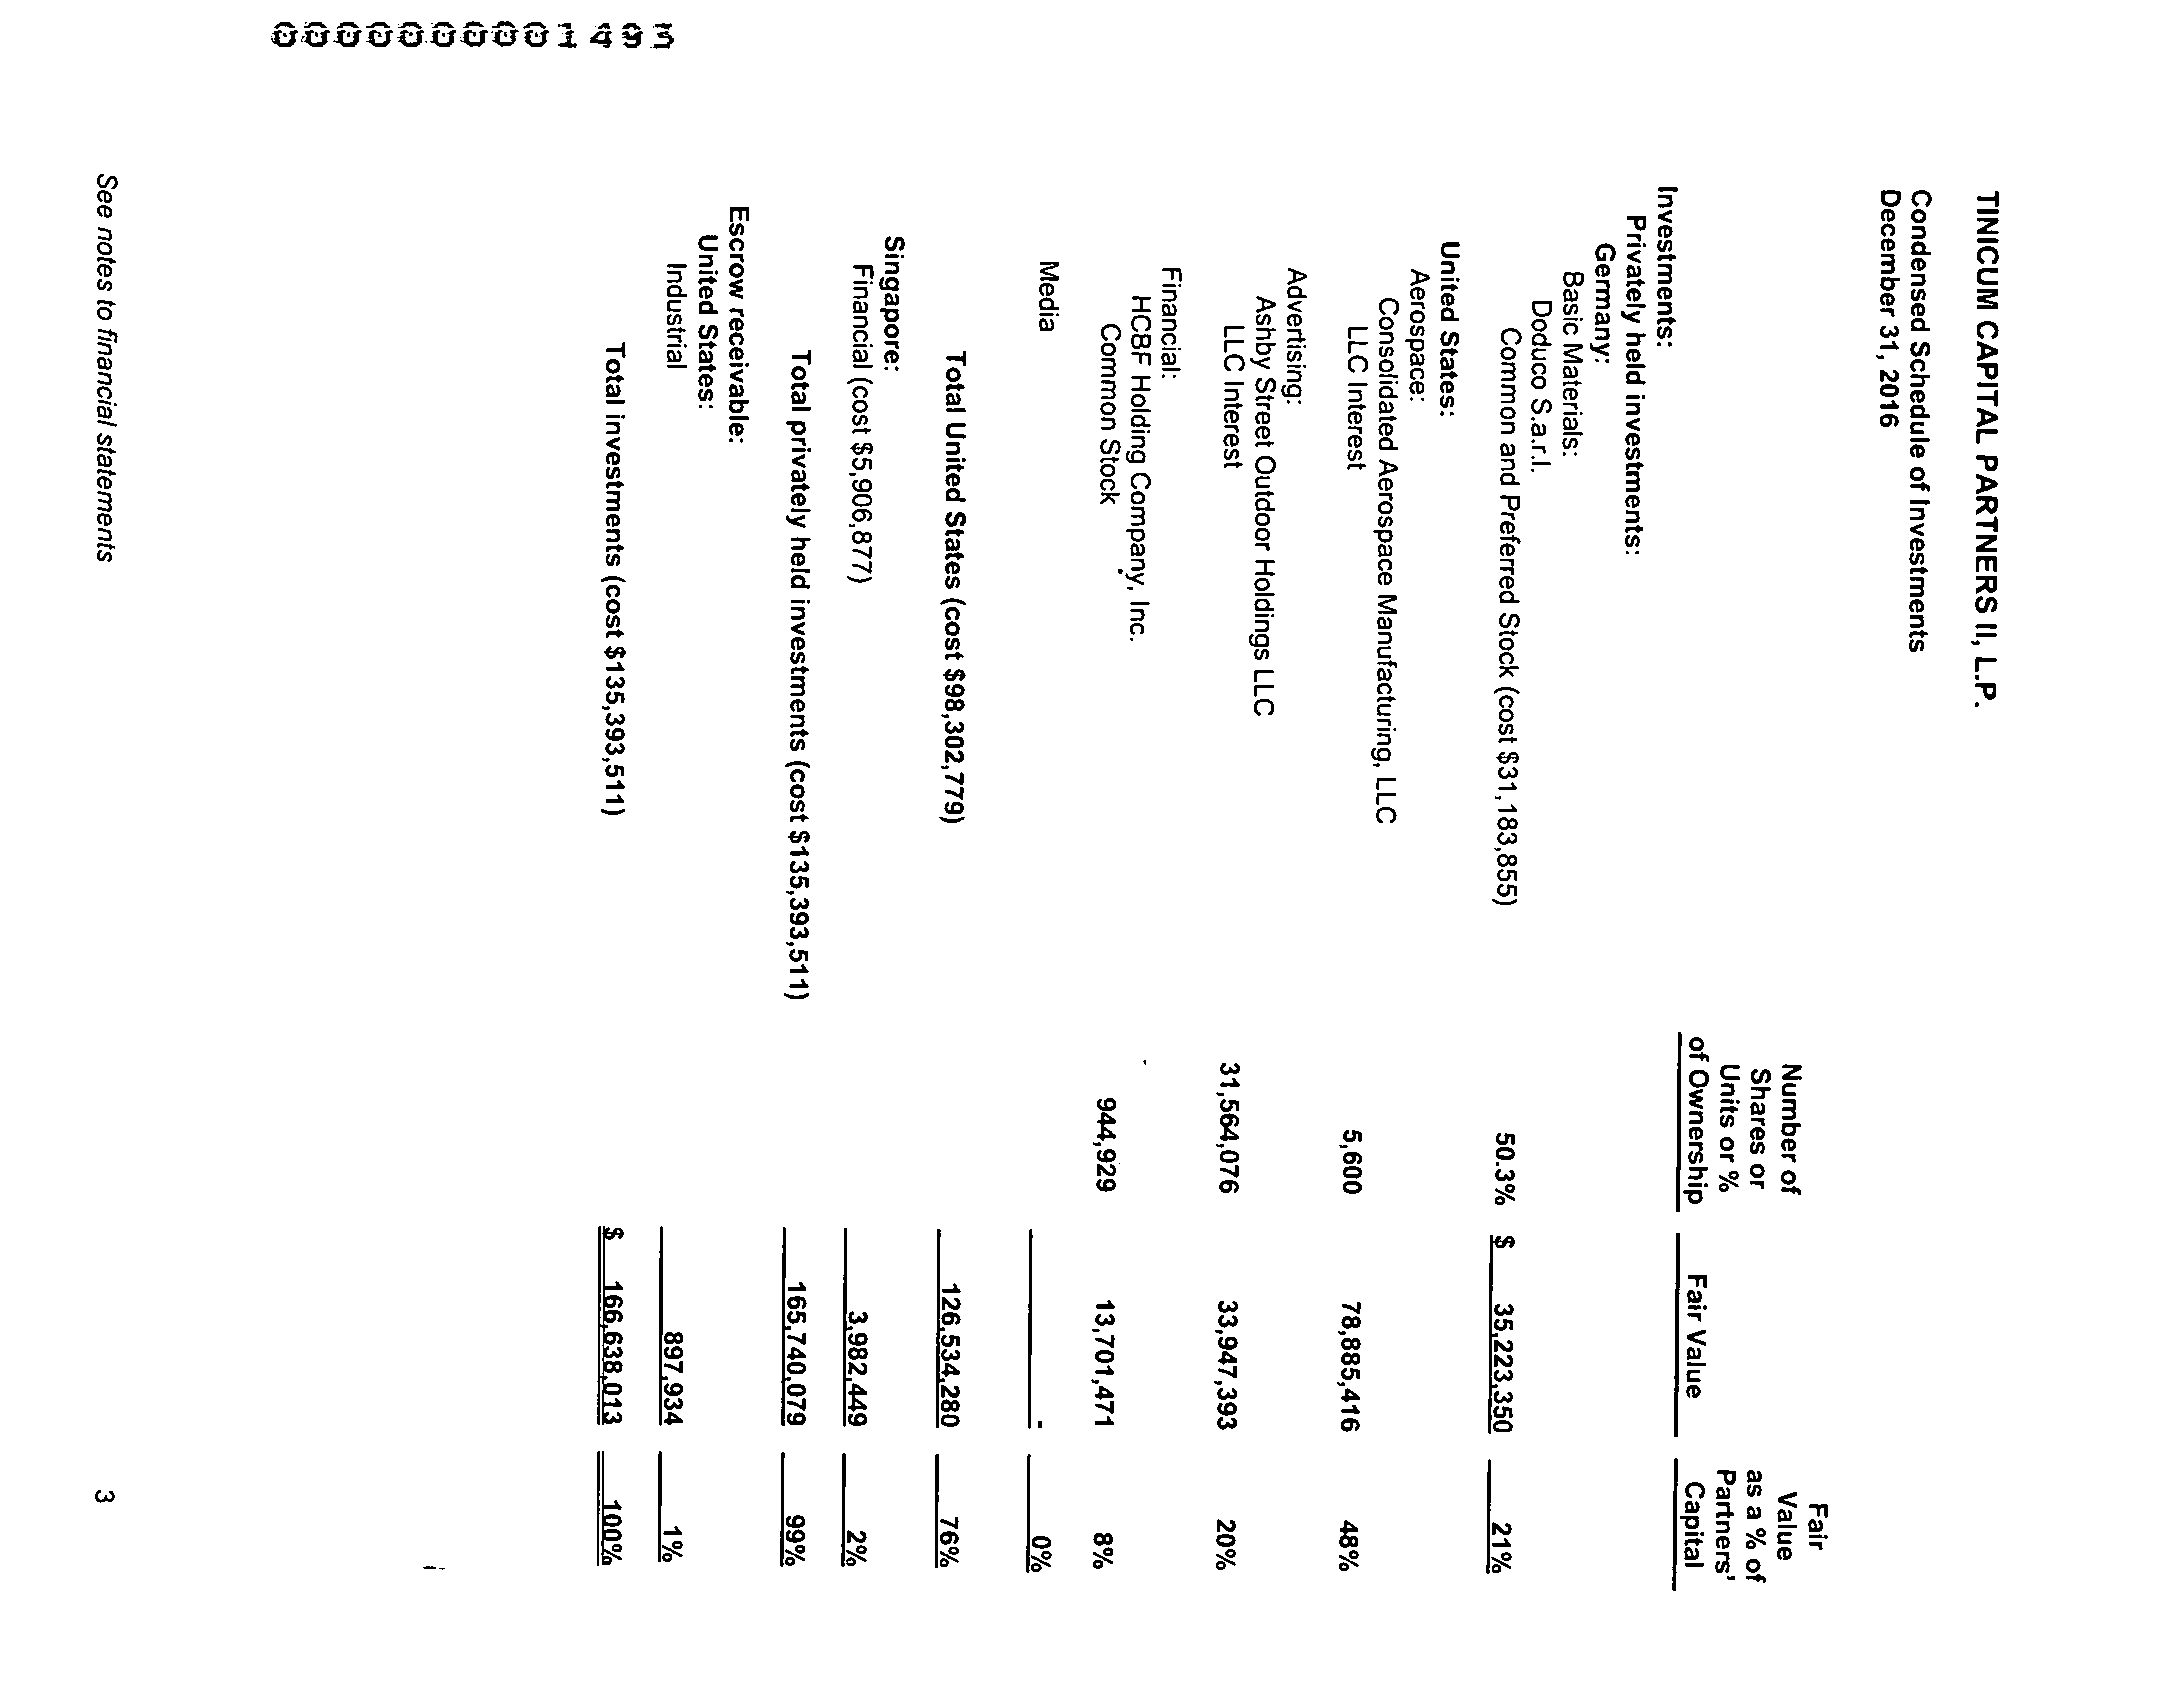 TINICUM CAPITAL PARTNERS II, L.P.
Condensed Schedule of Investments
December 31, 2016
Number of Shares or Units or % of Ownership Fair Value Fair Value as a % of Partners' Capital
Investments:
Privately held investments:
Germany:
Basic Materials:
Doduco S.a.r.l.
Common and Preferred Stock (cost $31,183,855) 50.3% $ 35,223,350 21%
United States:
Aerospace:
Consolidated Aerospace Manufacturing, LLC
LLC Interest 5,600 78,885,416 48%
Advertising:
Ashby Street Outdoor Holdings LLC
LLC Interest 31,564,076 33,947,393 20%
Financial:
HCBF Holding Company, Inc.
Common Stock 944,929 13,701,471 8%
Media - 0%
Total United States (cost $98,302,779) 126,534,280 76%
Singapore:
Financial (cost $5,906,877) 3,982,449 2%
Total privately held investments (cost $135,393,511) 165,740,079 99%
Escrow receivable:
United States:
Industrial 897,934 1%
Total investments (cost $135,393,511) $ 166,638,013 100%
See notes to financial statements
3